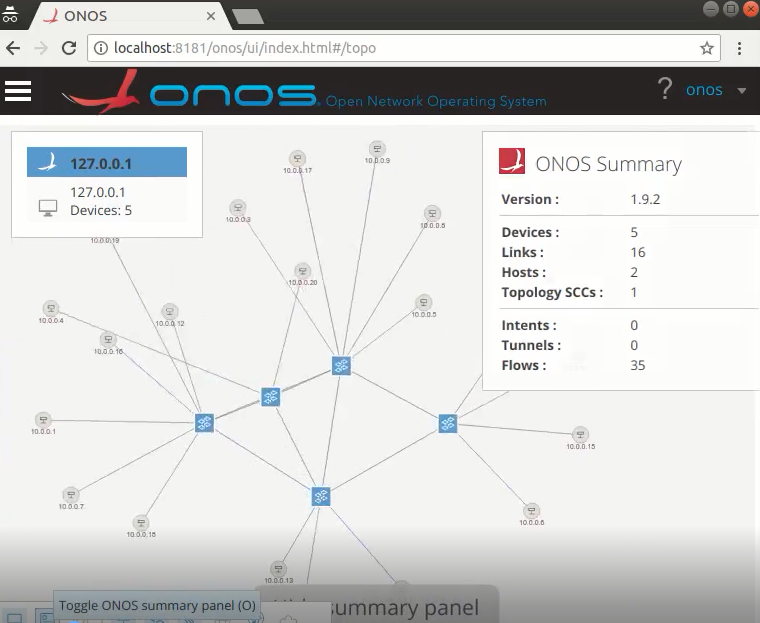 ONOS
localhost:8181/onos/ui/index.html#/topo
onos. Open Network Operating System
? onos
127.0.0.1
127.0.0.1
Devices: 5
ONOS Summary
Version : 1.9.2
Devices : 5
Links : 16
Hosts : 2
Topology SCCs : 1
Intents : 0
Tunnels : 0
Flows : 35
10.0.0.9
10.0.0.17
10.0.0.3
10.0.0.19
10.0.0.20
10.0.0.5
10.0.0.4
10.0.0.12
10.0.0.16
10.0.0.1
10.0.0.15
10.0.0.7
10.0.0.6
10.0.0.18
10.0.0.13
Toggle ONOS summary panel (O)
summary panel